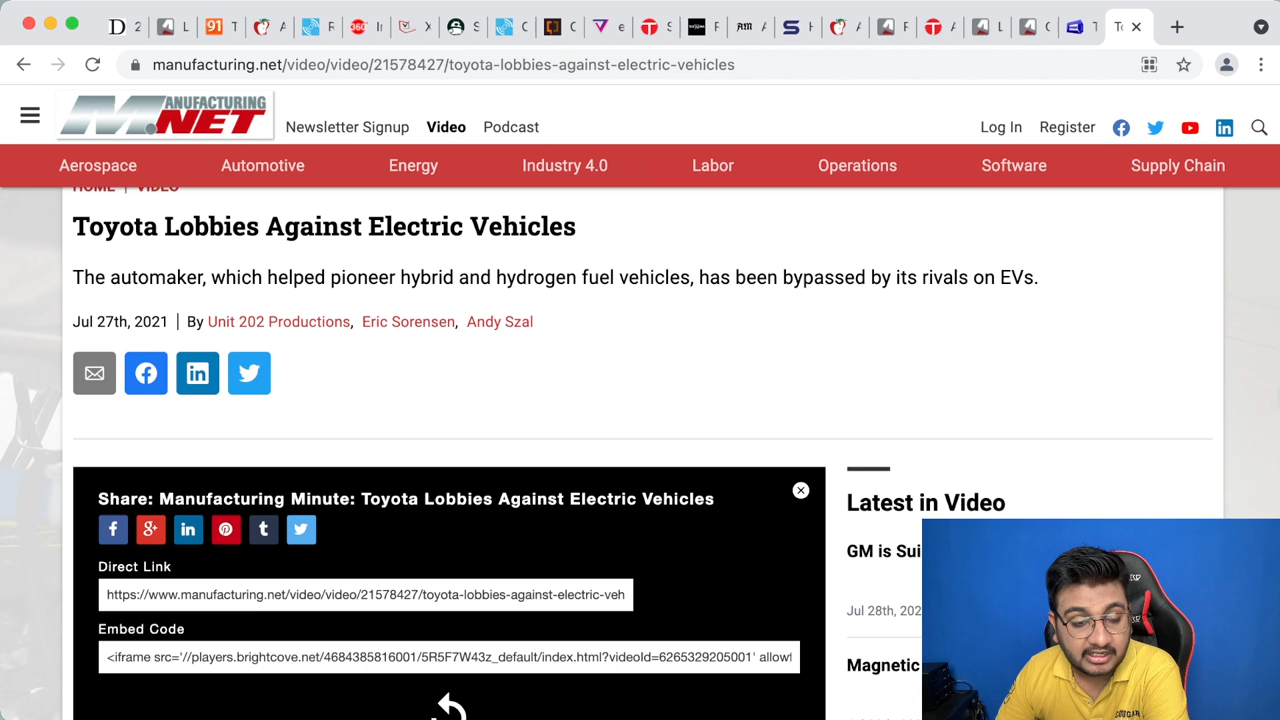 manufacturing.net/video/video/21578427/toyota-lobbies-against-electric-vehicles
MANUFACTURING
.NET
Newsletter Signup
Video
Podcast
Log In
Register
Aerospace
Automotive
Energy
Industry 4.0
Labor
Operations
Software
Supply Chain
HOME | VIDEO
Toyota Lobbies Against Electric Vehicles
The automaker, which helped pioneer hybrid and hydrogen fuel vehicles, has been bypassed by its rivals on EVs.
Jul 27th, 2021 | By Unit 202 Productions, Eric Sorensen, Andy Szal
Share: Manufacturing Minute: Toyota Lobbies Against Electric Vehicles
Direct Link
https://www.manufacturing.net/video/video/21578427/toyota-lobbies-against-electric-veh
Embed Code
<iframe src='//players.brightcove.net/4684385816001/5R5F7W43z_default/index.html?videoId=6265329205001' allowf
Latest in Video
GM is Sui
Jul 28th, 202
Magnetic